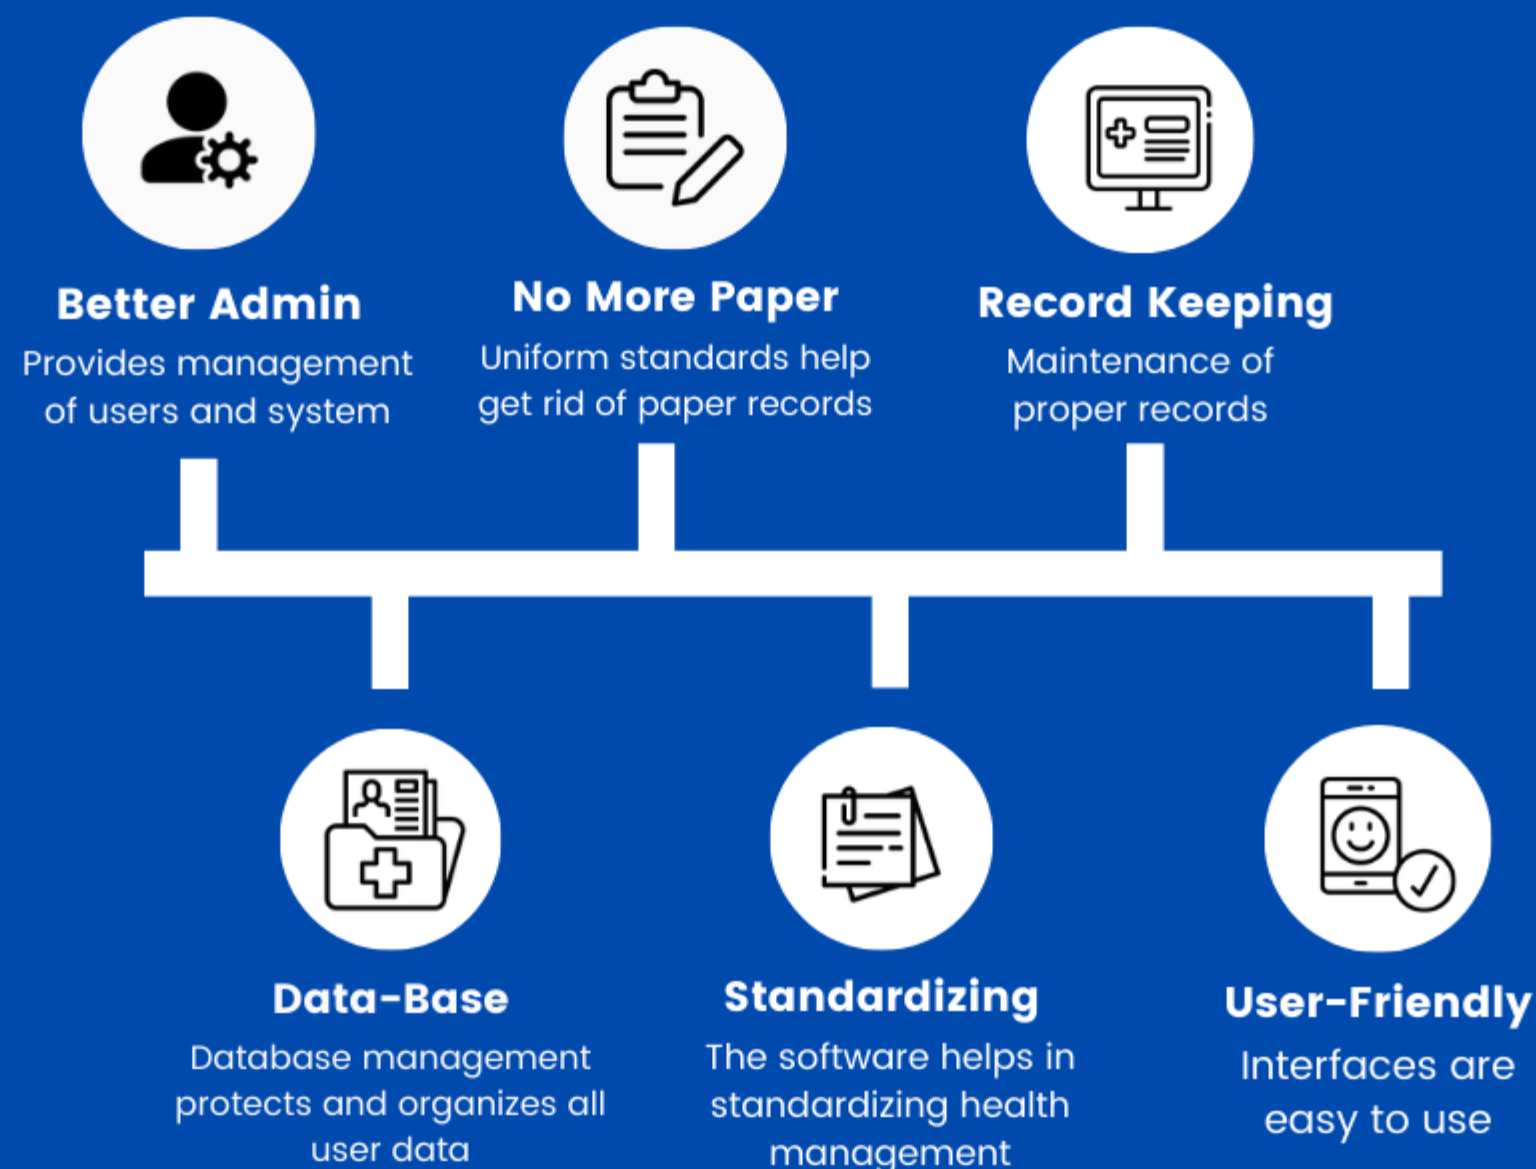 Better Admin
Provides management
of users and system
No More Paper
Uniform standards help
get rid of paper records
Record Keeping
Maintenance of
proper records
Data-Base
Database management
protects and organizes all
user data
Standardizing
The software helps in
standardizing health
management
User-Friendly
Interfaces are
easy to use